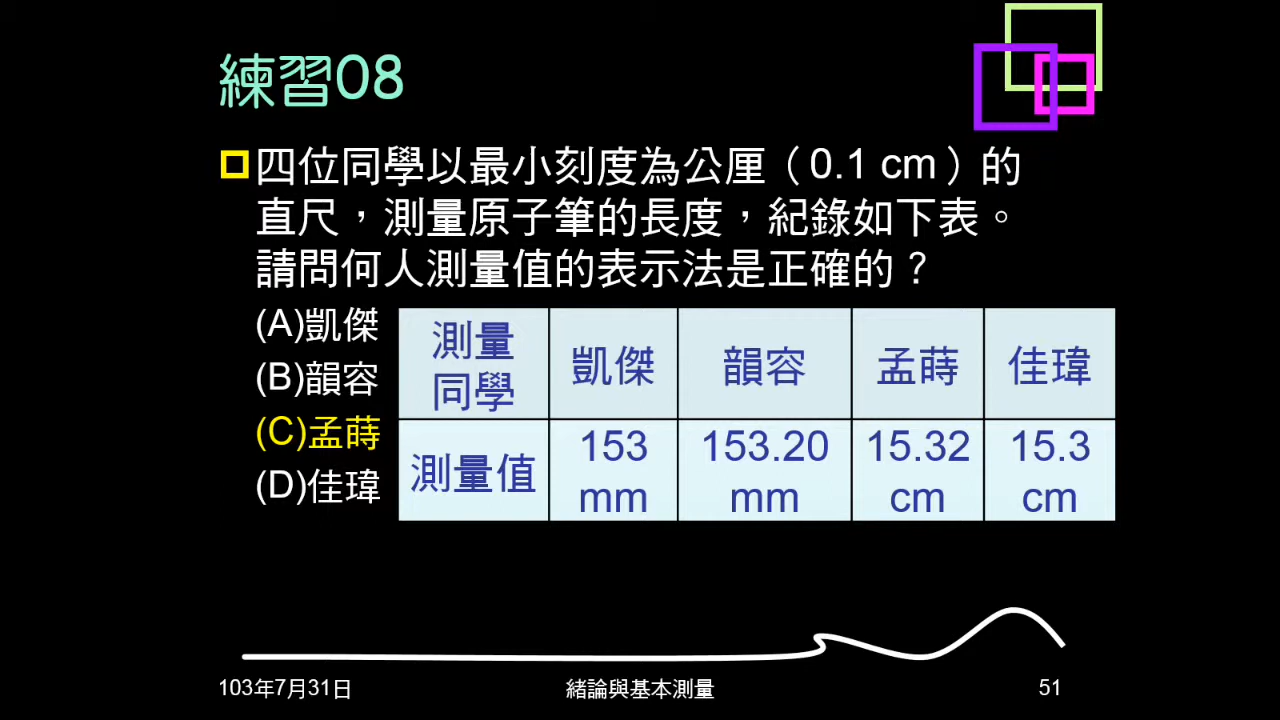 練習08
四位同學以最小刻度為公厘（0.1 cm）的
直尺，測量原子筆的長度，紀錄如下表。
請問何人測量值的表示法是正確的？
(A)凱傑
(B)韻容
(C)孟蒔
(D)佳瑋
測量
同學
凱傑
韻容
孟蒔
佳瑋
測量值
153
mm
153.20
mm
15.32
cm
15.3
cm
103年7月31日
緒論與基本測量
51